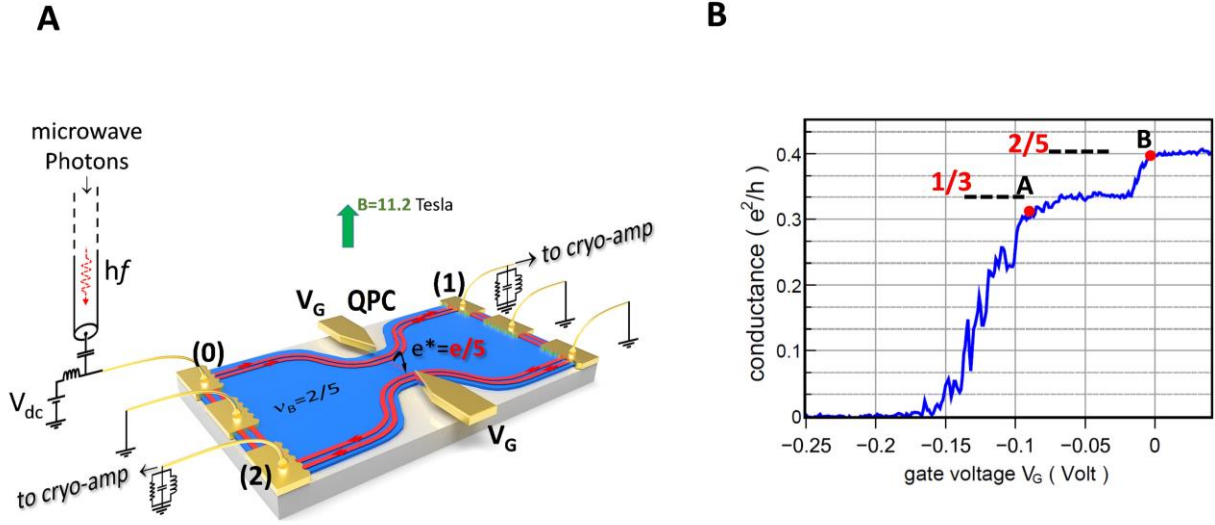 A
microwave
Photons
hf
B=11.2 Tesla
to cryo-amp
(1)
V_G QPC
e*=e/5
(0)
ν_B=2/5
V_dc
V_G
(2)
to cryo-amp
B
conductance ( e²/h )
0.4
0.3
0.2
0.1
0
2/5
B
1/3
A
−0.25
−0.2
−0.15
−0.1
−0.05
0
gate voltage V_G ( Volt )